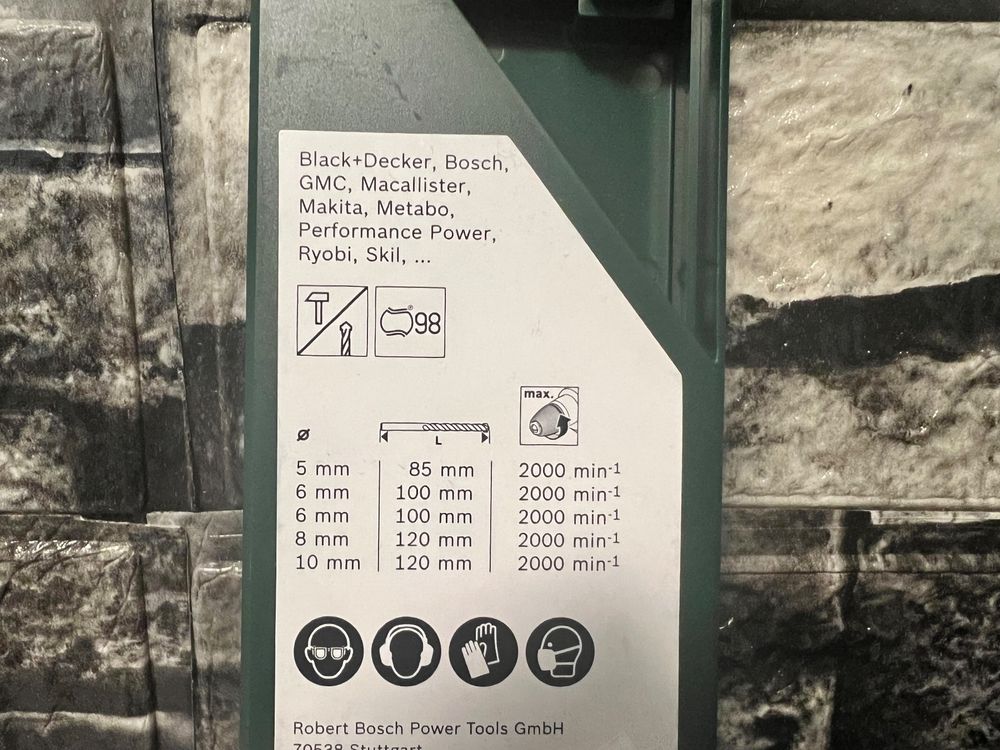 Black+Decker, Bosch,
GMC, Macallister,
Makita, Metabo,
Performance Power,
Ryobi, Skil, ...
®98
max.
ø L
5 mm 85 mm 2000 min-1
6 mm 100 mm 2000 min-1
6 mm 100 mm 2000 min-1
8 mm 120 mm 2000 min-1
10 mm 120 mm 2000 min-1
Robert Bosch Power Tools GmbH
70538 Stuttgart